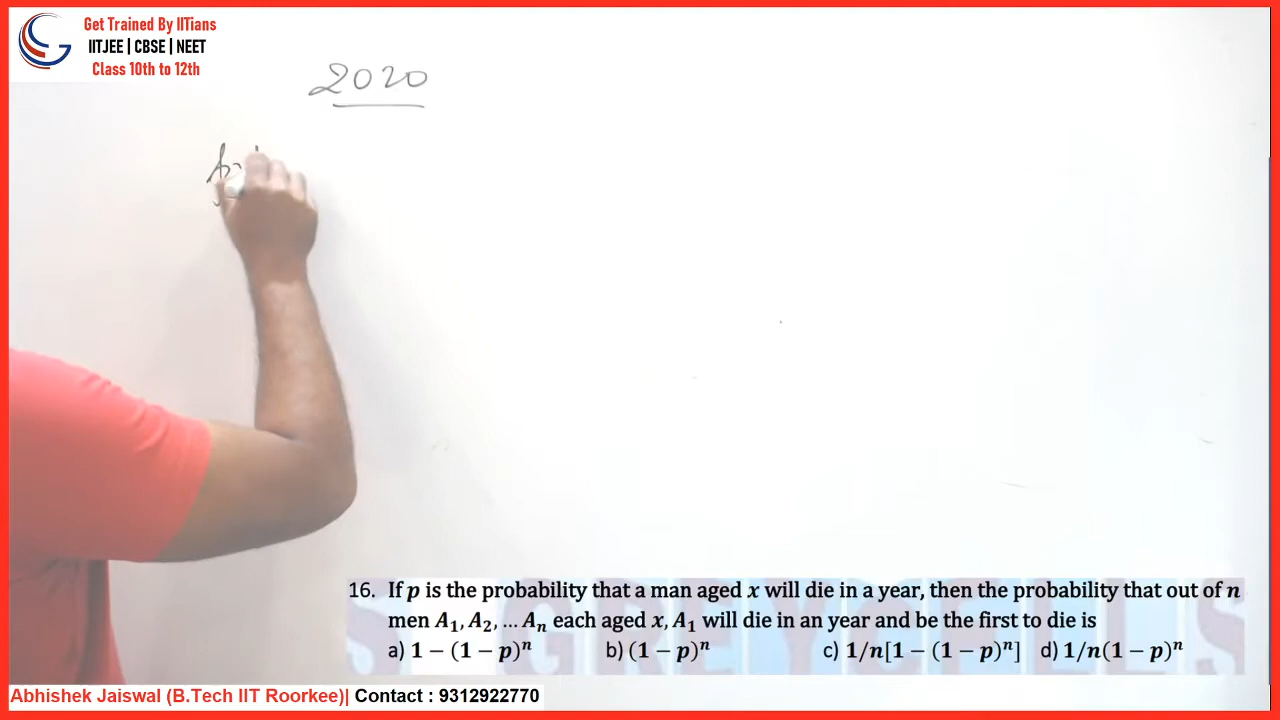 Get Trained By IITians
IITJEE | CBSE | NEET
Class 10th to 12th
2020
16. If p is the probability that a man aged x will die in a year, then the probability that out of n
men A₁, A₂, … Aₙ each aged x, A₁ will die in an year and be the first to die is
a) 1 − (1 − p)ⁿ b) (1 − p)ⁿ c) 1/n[1 − (1 − p)ⁿ] d) 1/n(1 − p)ⁿ
Abhishek Jaiswal (B.Tech IIT Roorkee)| Contact : 9312922770